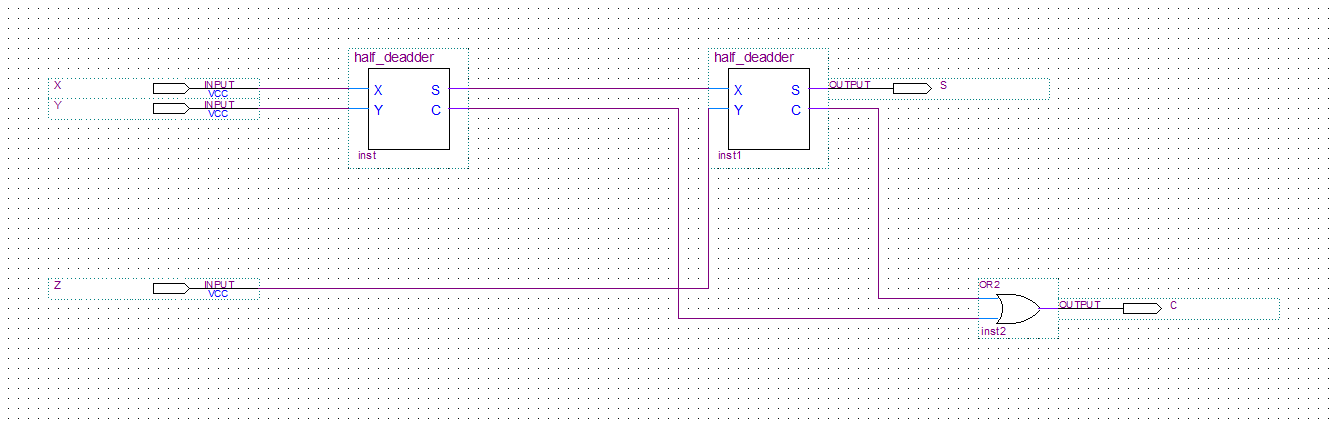 half_deadder
half_deadder
X
INPUT
VCC
X
S
X
S
OUTPUT
S
Y
INPUT
VCC
Y
C
Y
C
inst
inst1
Z
INPUT
VCC
OR2
OUTPUT
C
inst2